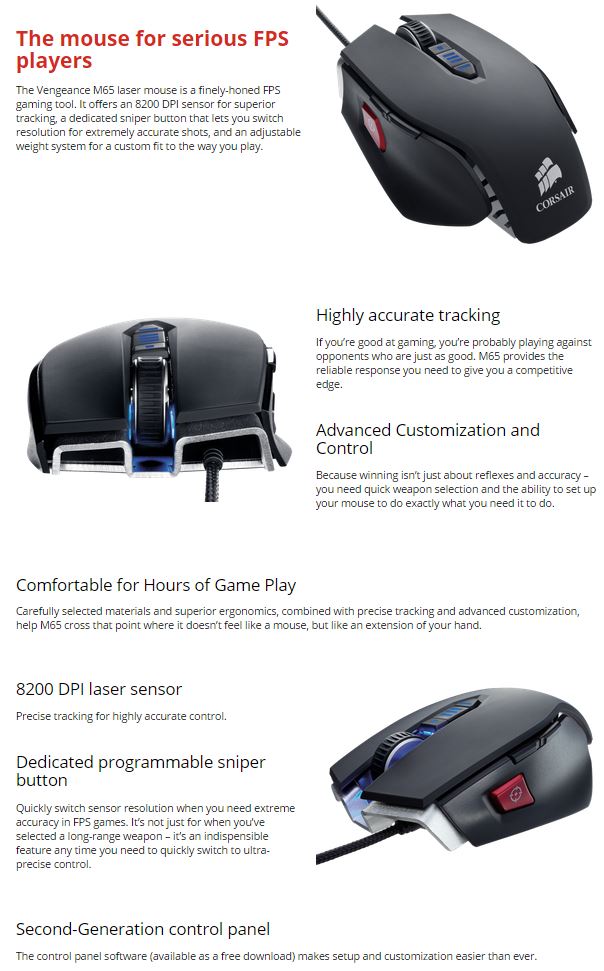 The mouse for serious FPS
players
The Vengeance M65 laser mouse is a finely-honed FPS
gaming tool. It offers an 8200 DPI sensor for superior
tracking, a dedicated sniper button that lets you switch
resolution for extremely accurate shots, and an adjustable
weight system for a custom fit to the way you play.
CORSAIR
Highly accurate tracking
If you're good at gaming, you're probably playing against
opponents who are just as good. M65 provides the
reliable response you need to give you a competitive
edge.
Advanced Customization and
Control
Because winning isn't just about reflexes and accuracy –
you need quick weapon selection and the ability to set up
your mouse to do exactly what you need it to do.
Comfortable for Hours of Game Play
Carefully selected materials and superior ergonomics, combined with precise tracking and advanced customization,
help M65 cross that point where it doesn't feel like a mouse, but like an extension of your hand.
8200 DPI laser sensor
Precise tracking for highly accurate control.
Dedicated programmable sniper
button
Quickly switch sensor resolution when you need extreme
accuracy in FPS games. It's not just for when you've
selected a long-range weapon – it's an indispensible
feature any time you need to quickly switch to ultra-
precise control.
Second-Generation control panel
The control panel software (available as a free download) makes setup and customization easier than ever.